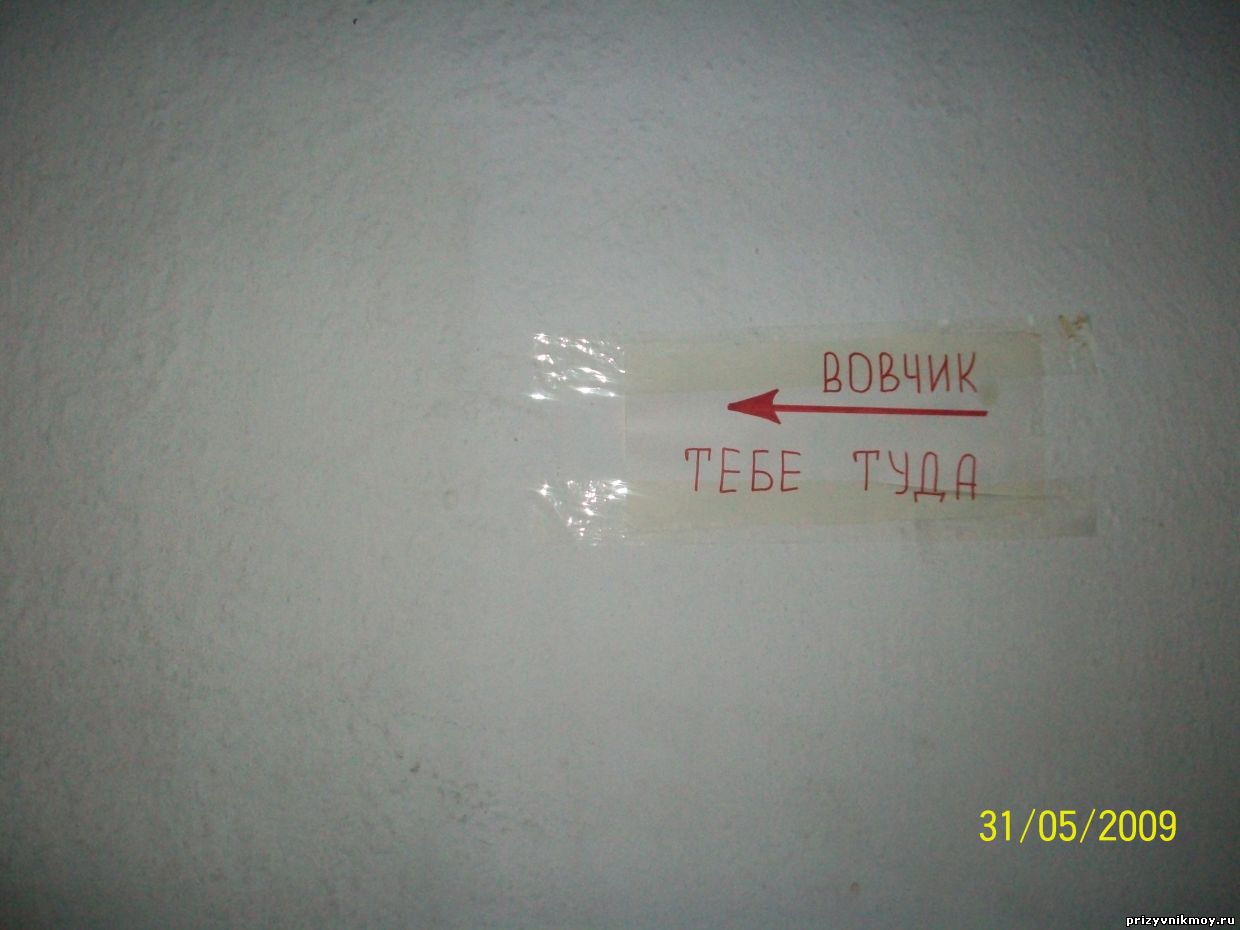 ВОВЧИК
ТЕБЕ ТУДА
31/05/2009
prizyvnikmoy.ru